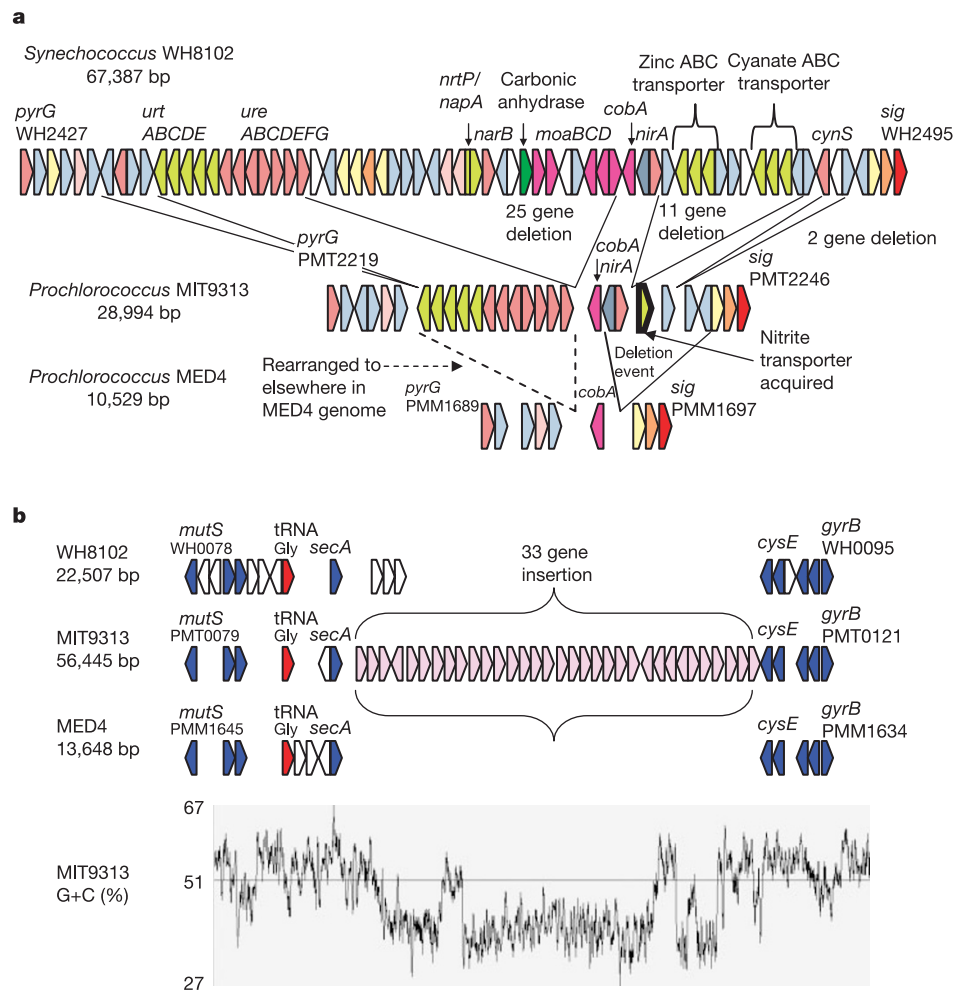 a
Synechococcus WH8102
67,387 bp
pyrG
WH2427
urt
ABCDE
ure
ABCDEFG
nrtP/
napA
narB
Carbonic
anhydrase
moaBCD
cobA
nirA
Zinc ABC
transporter
Cyanate ABC
transporter
cynS
sig
WH2495
25 gene
deletion
11 gene
deletion
2 gene deletion
pyrG
PMT2219
cobA
nirA
sig
PMT2246
Prochlorococcus MIT9313
28,994 bp
Nitrite
transporter
acquired
Deletion
event
Rearranged to
elsewhere in
MED4 genome
Prochlorococcus MED4
10,529 bp
pyrG
PMM1689
cobA
sig
PMM1697
b
WH8102
22,507 bp
mutS
WH0078
tRNA
Gly
secA
33 gene
insertion
cysE
gyrB
WH0095
MIT9313
56,445 bp
mutS
PMT0079
tRNA
Gly
secA
cysE
gyrB
PMT0121
MED4
13,648 bp
mutS
PMM1645
tRNA
Gly
secA
cysE
gyrB
PMM1634
MIT9313
G+C (%)
67
51
27